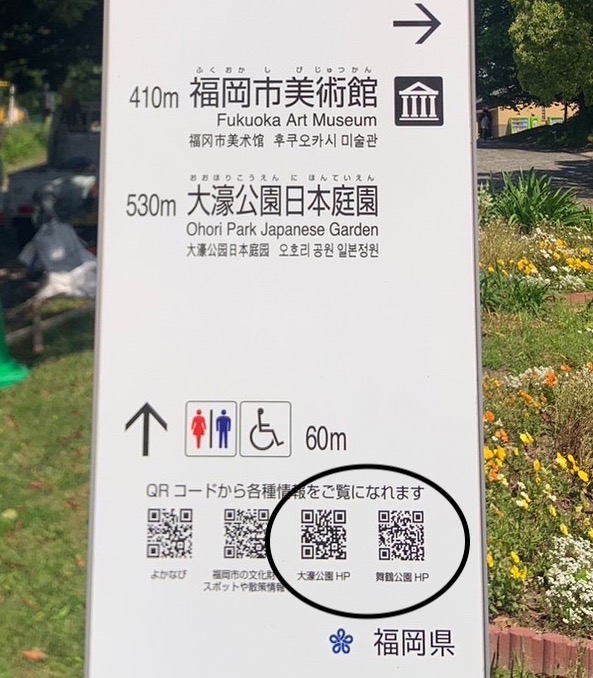 ふくおか し びじゅつかん
410m 福岡市美術館
Fukuoka Art Museum
福冈市美术馆 후쿠오카시 미술관
おおほりこうえん に ほんていえん
530m 大濠公園日本庭園
Ohori Park Japanese Garden
大濠公园日本庭园 오호리 공원 일본정원
60m
QRコードから各種情報をご覧になれます
よかなび
福岡市の文化財
スポットや散策情報
大濠公園 HP
舞鶴公園 HP
福岡県